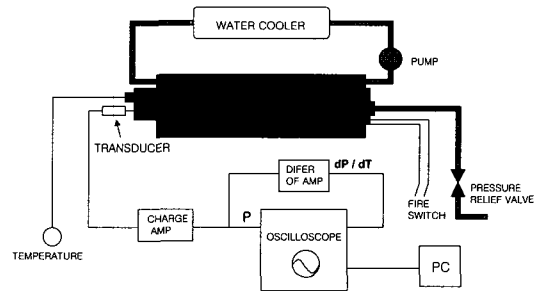 WATER COOLER
PUMP
TRANSDUCER
dP / dT
DIFER
OF AMP
FIRE
SWITCH
PRESSURE
RELIEF VALVE
CHARGE
AMP
P
OSCILLOSCOPE
TEMPERATURE
PC